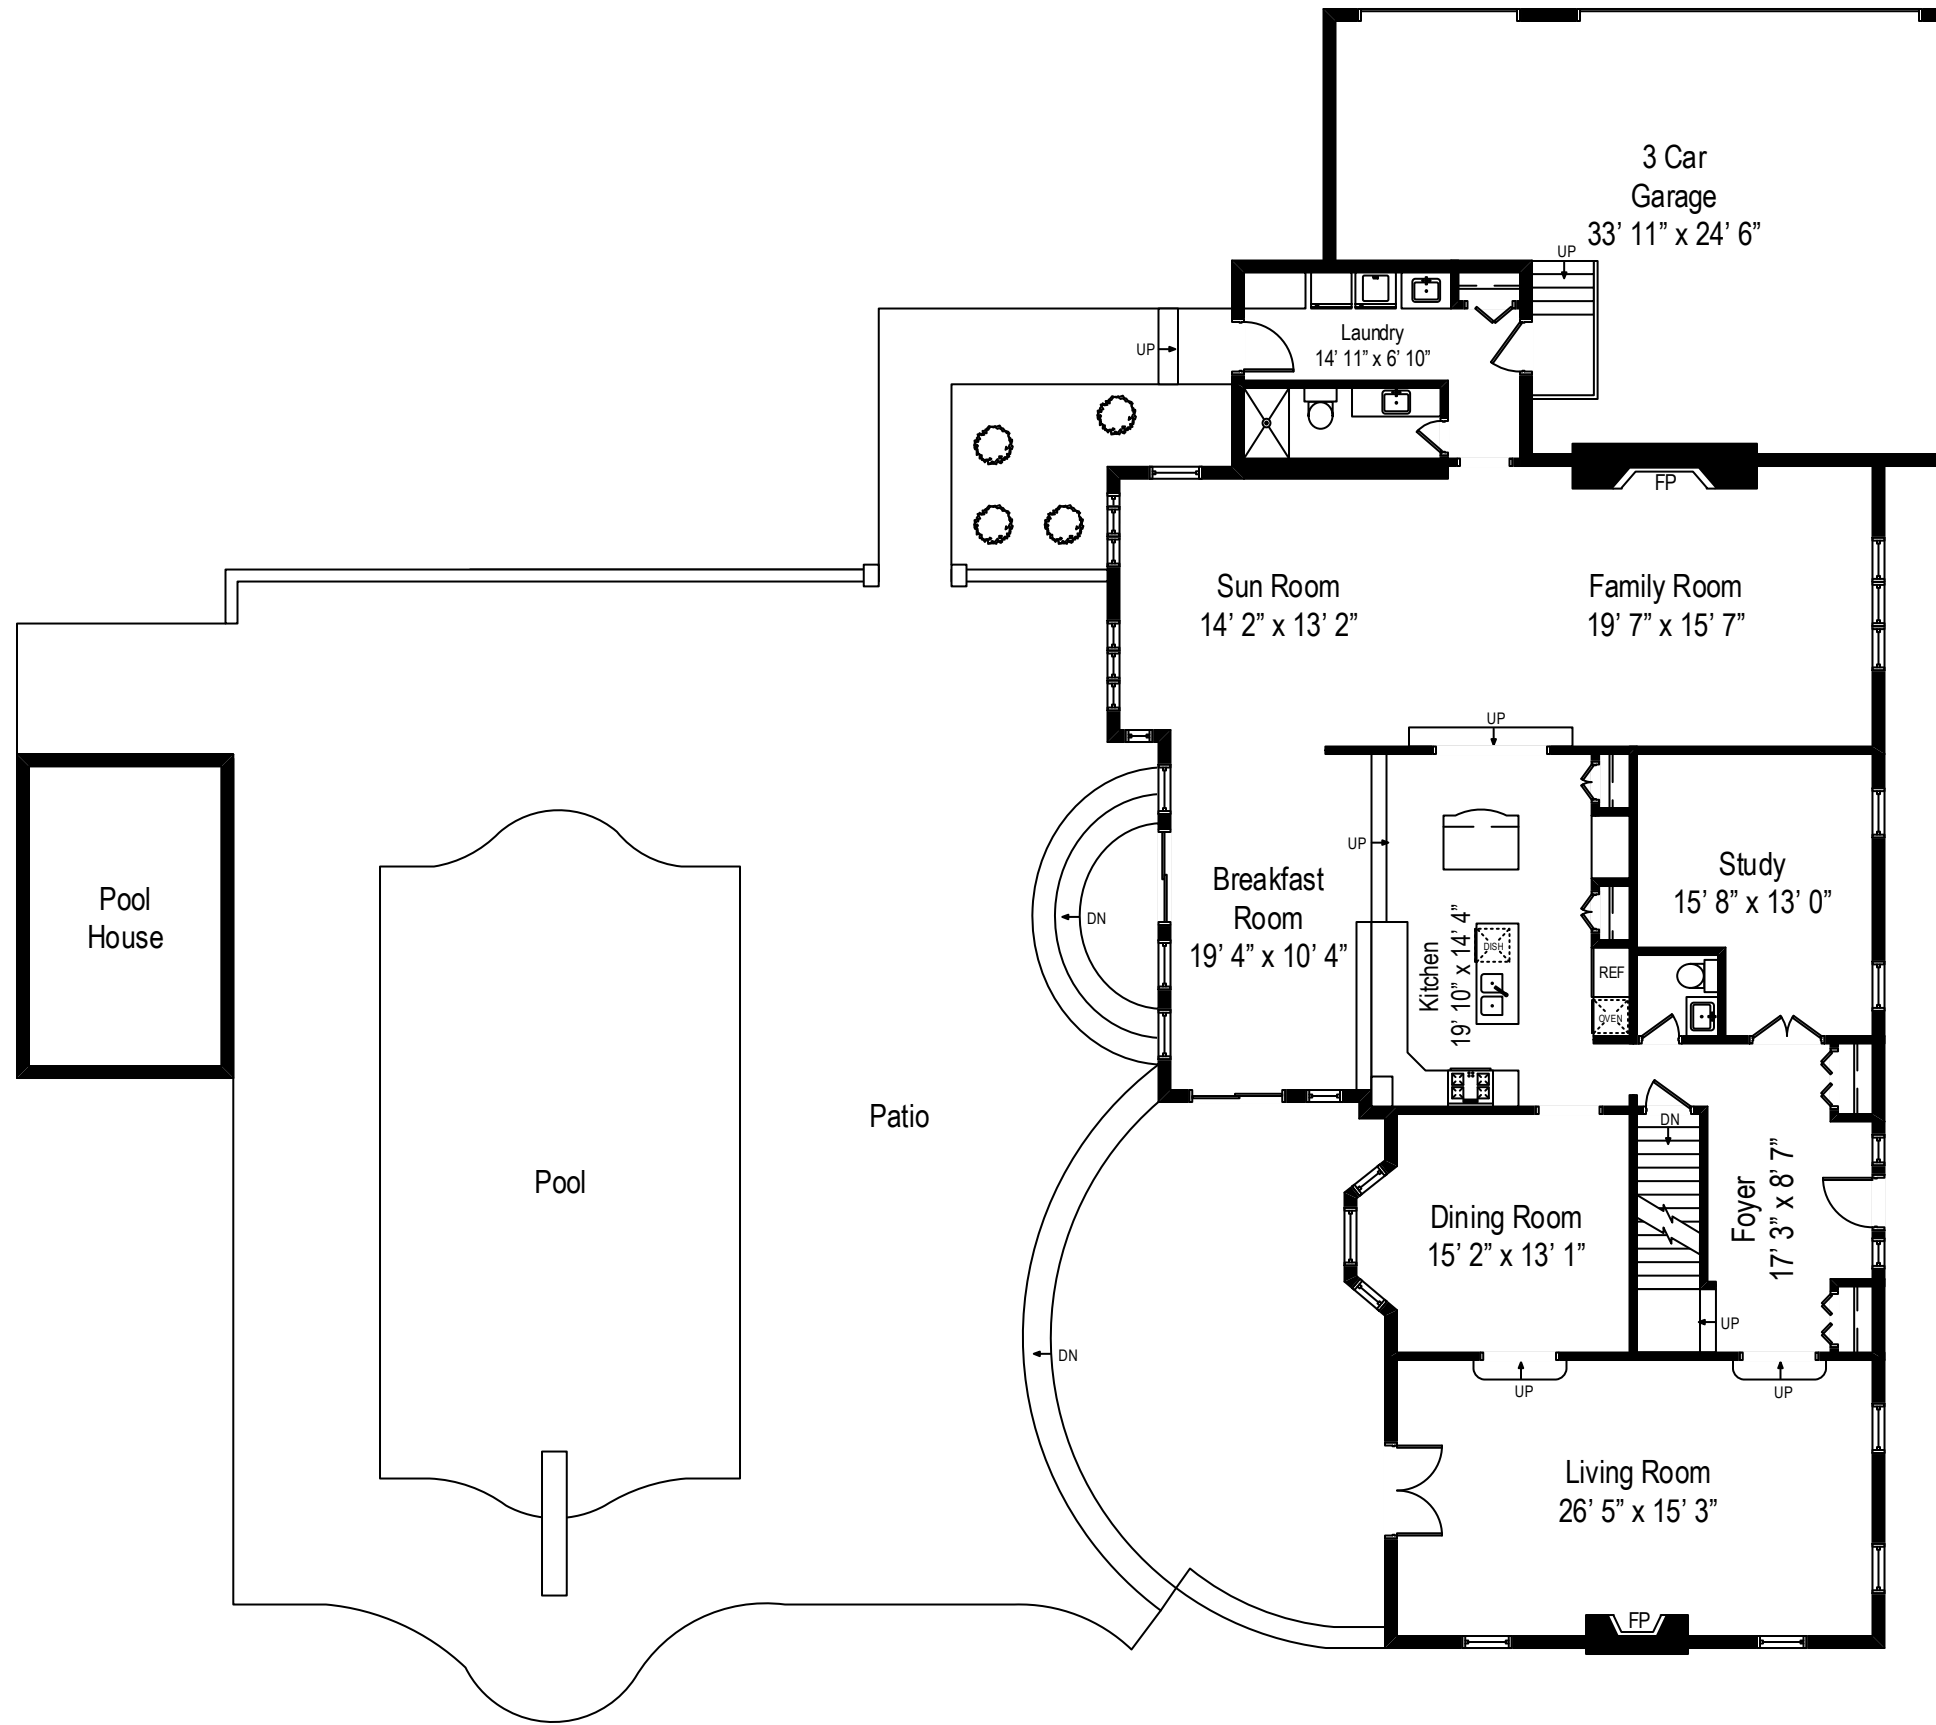 3 Car
Garage
33’ 11” x 24’ 6”
UP
Laundry
14’ 11” x 6’ 10”
UP
FP
Sun Room
14’ 2” x 13’ 2”
Family Room
19’ 7” x 15’ 7”
UP
UP
Breakfast
Room
19’ 4” x 10’ 4”
DN
Kitchen
19’ 10” x 14’ 4”
DISH
REF
OVEN
Study
15’ 8” x 13’ 0”
Pool
House
Patio
Pool
DN
DN
Dining Room
15’ 2” x 13’ 1”
Foyer
17’ 3” x 8’ 7”
UP
UP
UP
Living Room
26’ 5” x 15’ 3”
FP